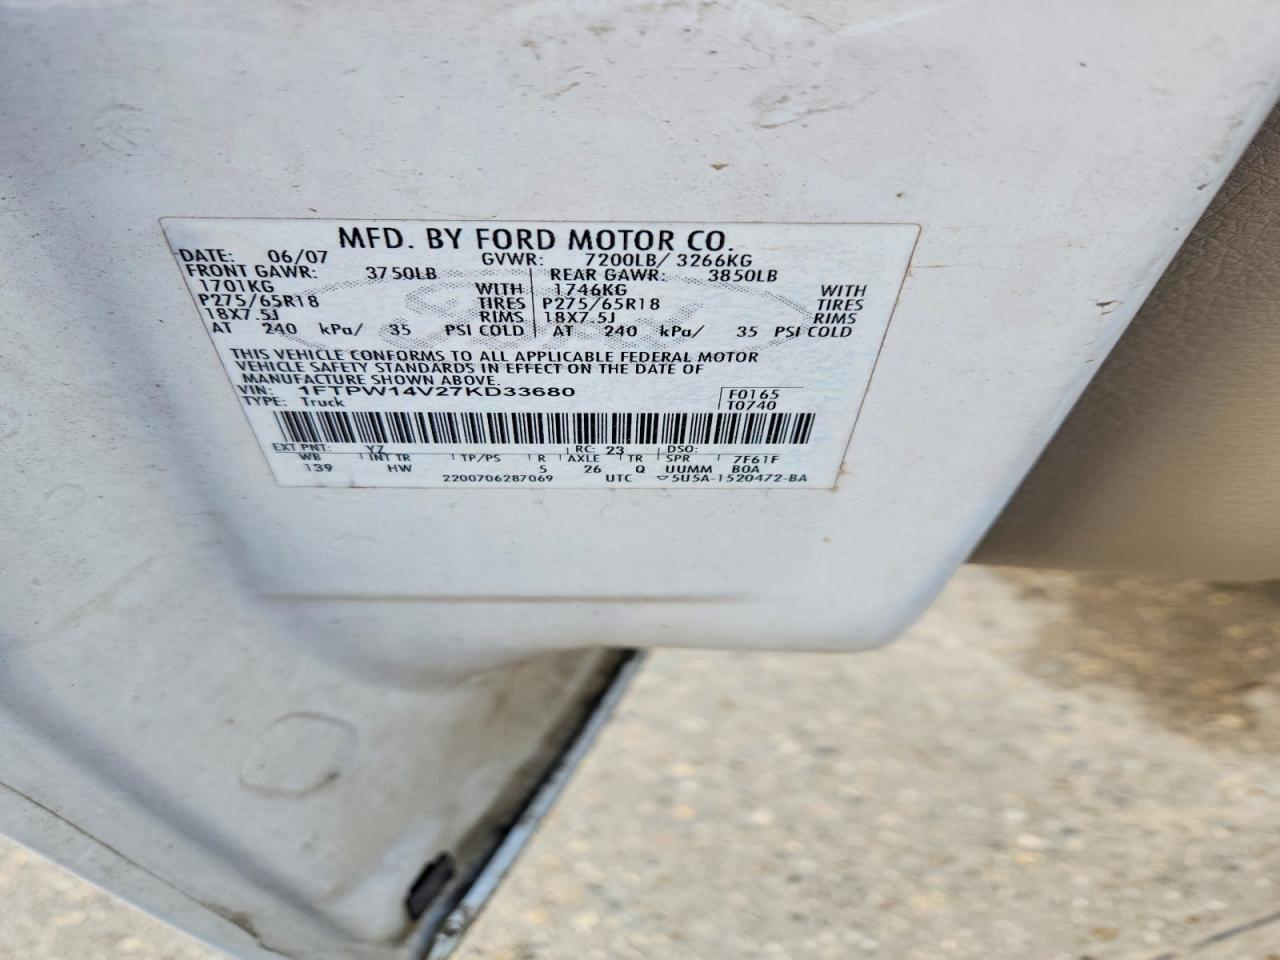 MFD. BY FORD MOTOR CO.
DATE: 06/07 GVWR: 7200LB/ 3266KG
FRONT GAWR: 3750LB REAR GAWR: 3850LB
1701KG WITH 1746KG WITH
P275/65R18 TIRES P275/65R18 TIRES
18X7.5J RIMS 18X7.5J RIMS
AT 240 kPa/ 35 PSI COLD AT 240 kPa/ 35 PSI COLD
THIS VEHICLE CONFORMS TO ALL APPLICABLE FEDERAL MOTOR
VEHICLE SAFETY STANDARDS IN EFFECT ON THE DATE OF
MANUFACTURE SHOWN ABOVE.
VIN: 1FTPW14V27KD33680 F0165
TYPE: Truck T0740
EXT PNT: YZ RC: 23 DSO:
WB INT TR TP/PS R AXLE TR SPR 7F61F
139 HW 5 26 Q UUMM BOA
2200706287069 UTC 5U5A-1520472-BA